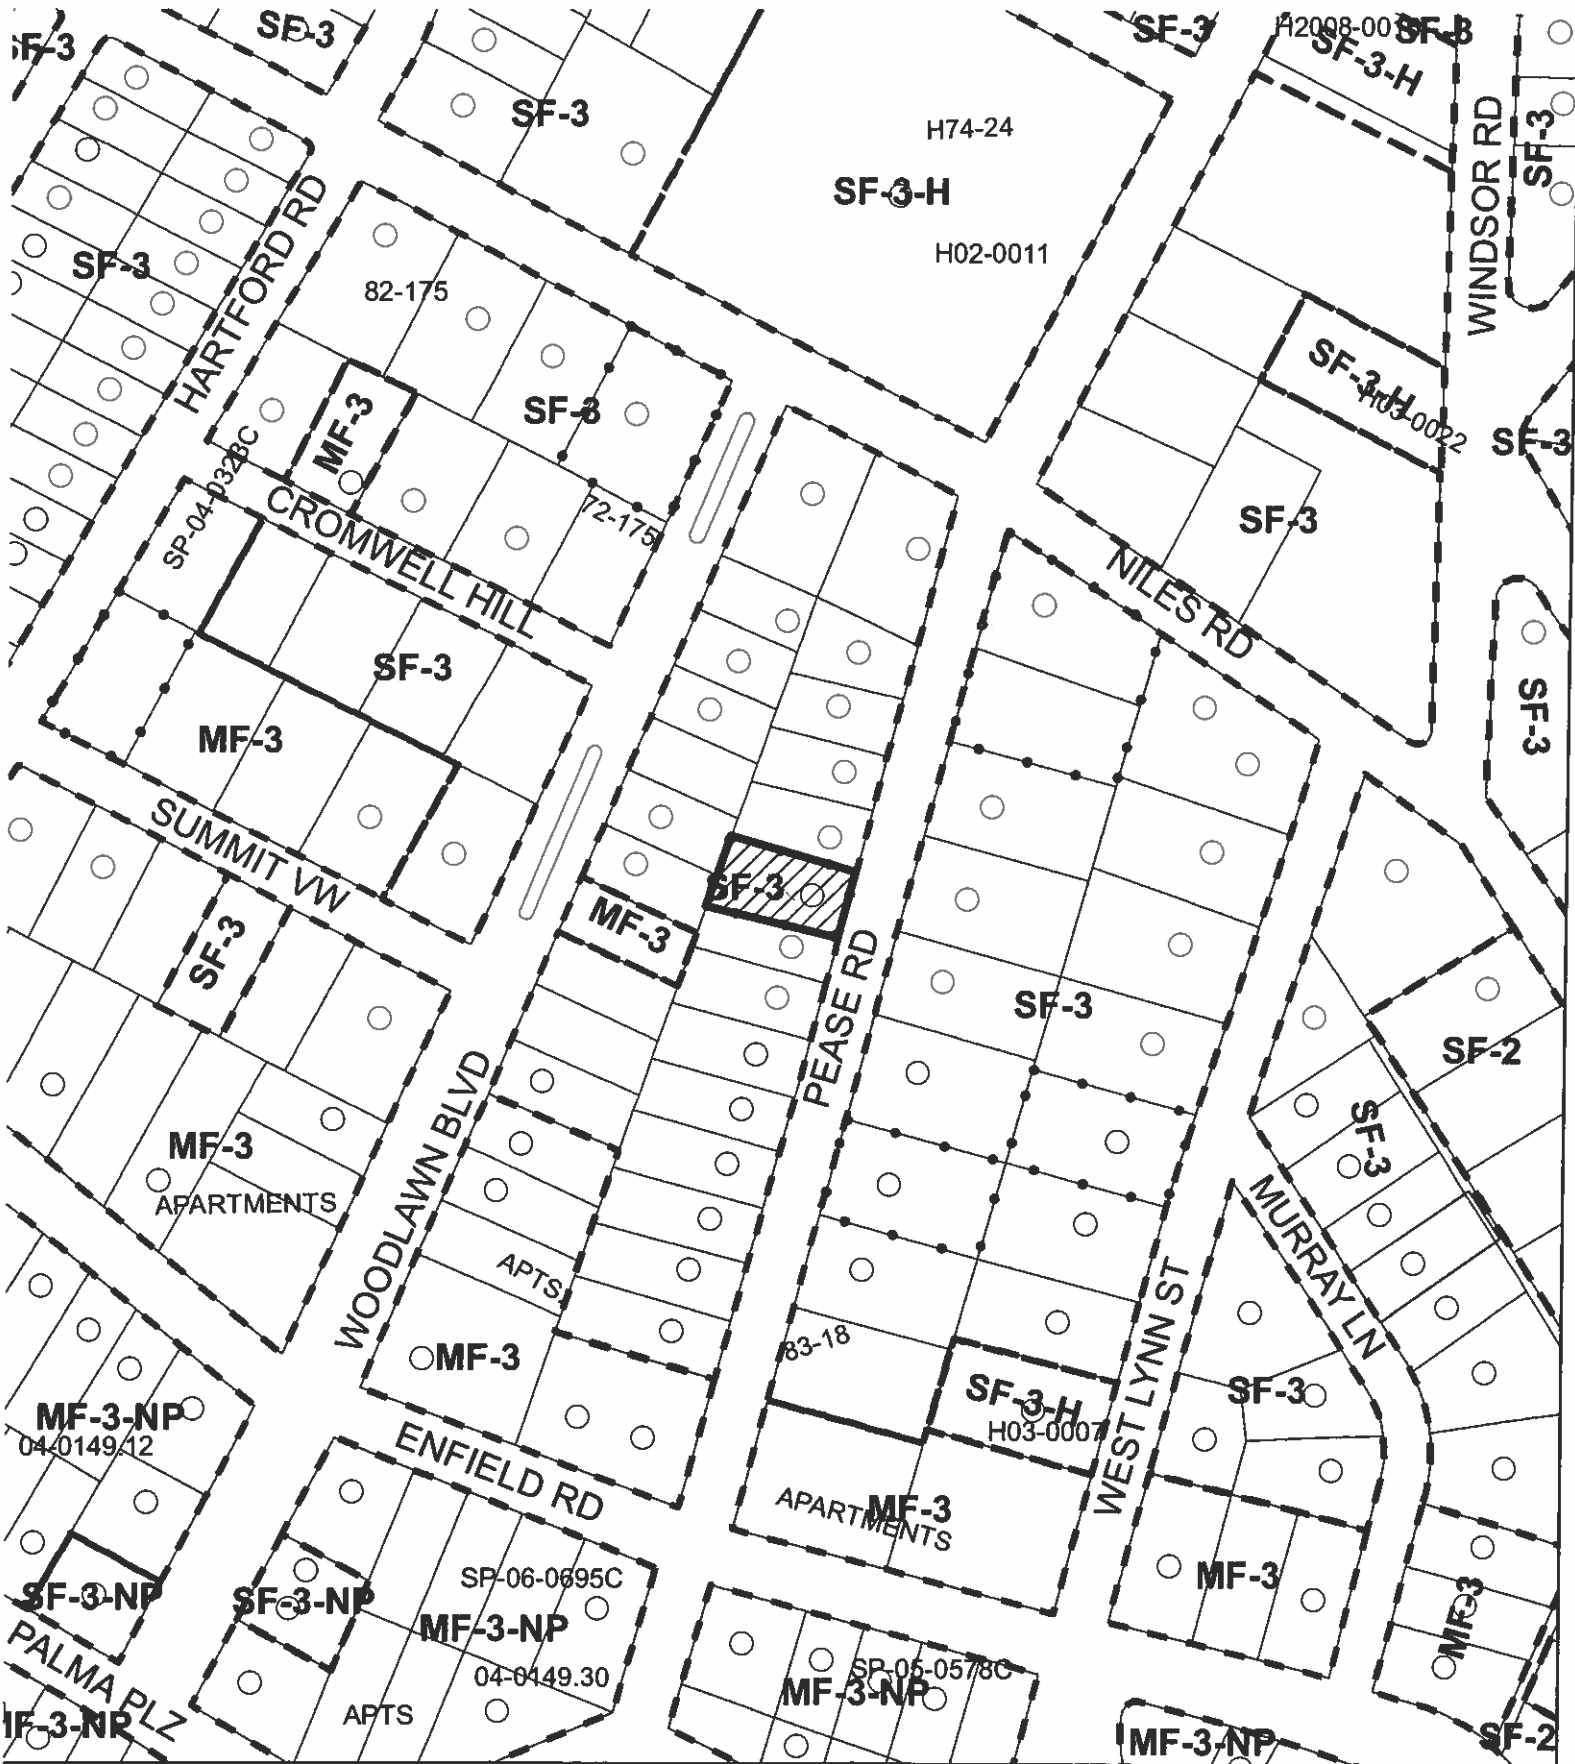 SF-3
SF-3
SF-3
H2008-00
SF-3
SF-3-H
SF-3
H74-24
SF-3-H
H02-0011
WINDSOR RD
SF-3
SF-3
HARTFORD RD
82-175
SF-3
MF-3
SF-3-H
H03-0022
SF-3
SP-04-0328C
CROMWELL HILL
72-175
SF-3
NILES RD
SF-3
SF-3
MF-3
SUMMIT VW
SF-3
MF-3
SF-3
PEASE RD
SF-3
SF-2
WOODLAWN BLVD
MF-3
APARTMENTS
SF-3
MURRAY LN
APTS.
83-18
MF-3
WEST LYNN ST
SF-3-H
H03-0007
SF-3
MF-3-NP
04-0149.12
ENFIELD RD
APARTMENTS
MF-3
MF-3
MF-3
SF-3-NP
SF-3-NP
SP-06-0695C
MF-3-NP
04-0149.30
PALMA PLZ
SP-05-0578C
MF-3-NP
APTS
MF-3-NP
MF-3-NP
SF-2